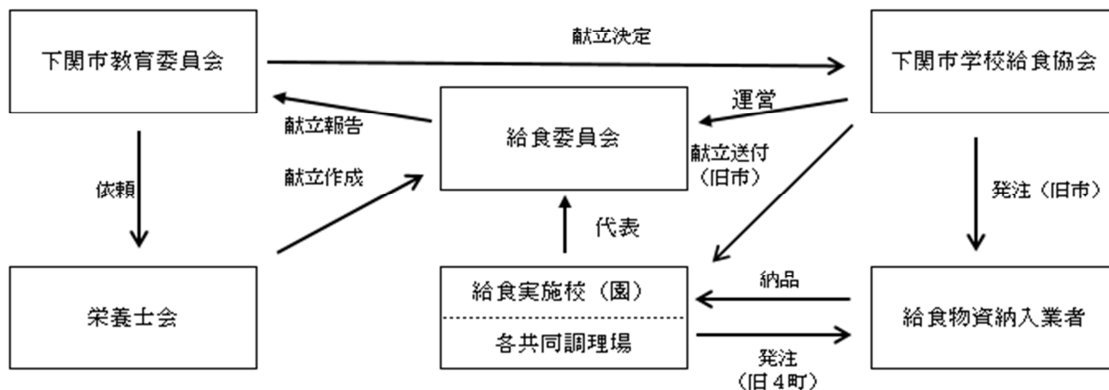 献立決定
下関市教育委員会
下関市学校給食協会
運営
献立報告
給食委員会
献立送付
（旧市）
献立作成
依頼
発注（旧市）
代表
納品
給食実施校（園）
栄養士会
給食物資納入業者
各共同調理場
発注
（旧４町）